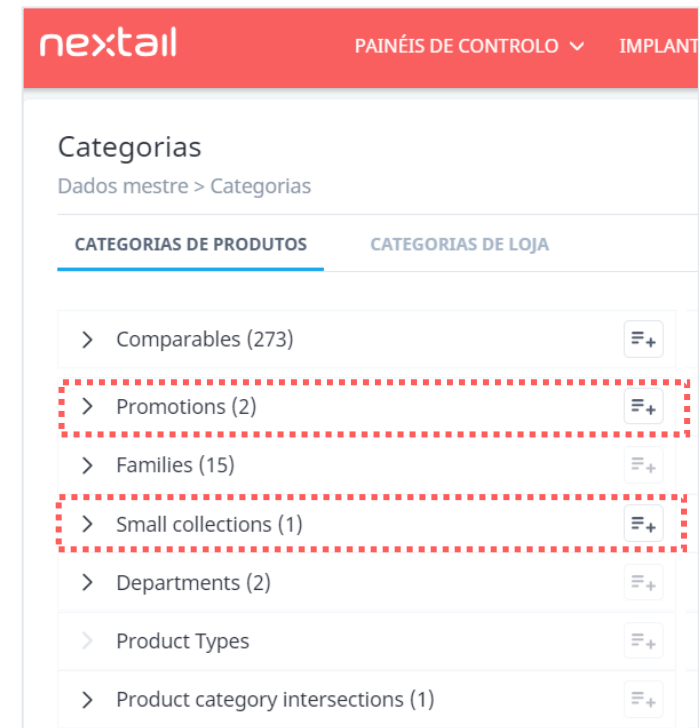 nextail
PAINÉIS DE CONTROLO
IMPLANT
Categorias
Dados mestre > Categorias
CATEGORIAS DE PRODUTOS
CATEGORIAS DE LOJA
Comparables (273)
Promotions (2)
Families (15)
Small collections (1)
Departments (2)
Product Types
Product category intersections (1)